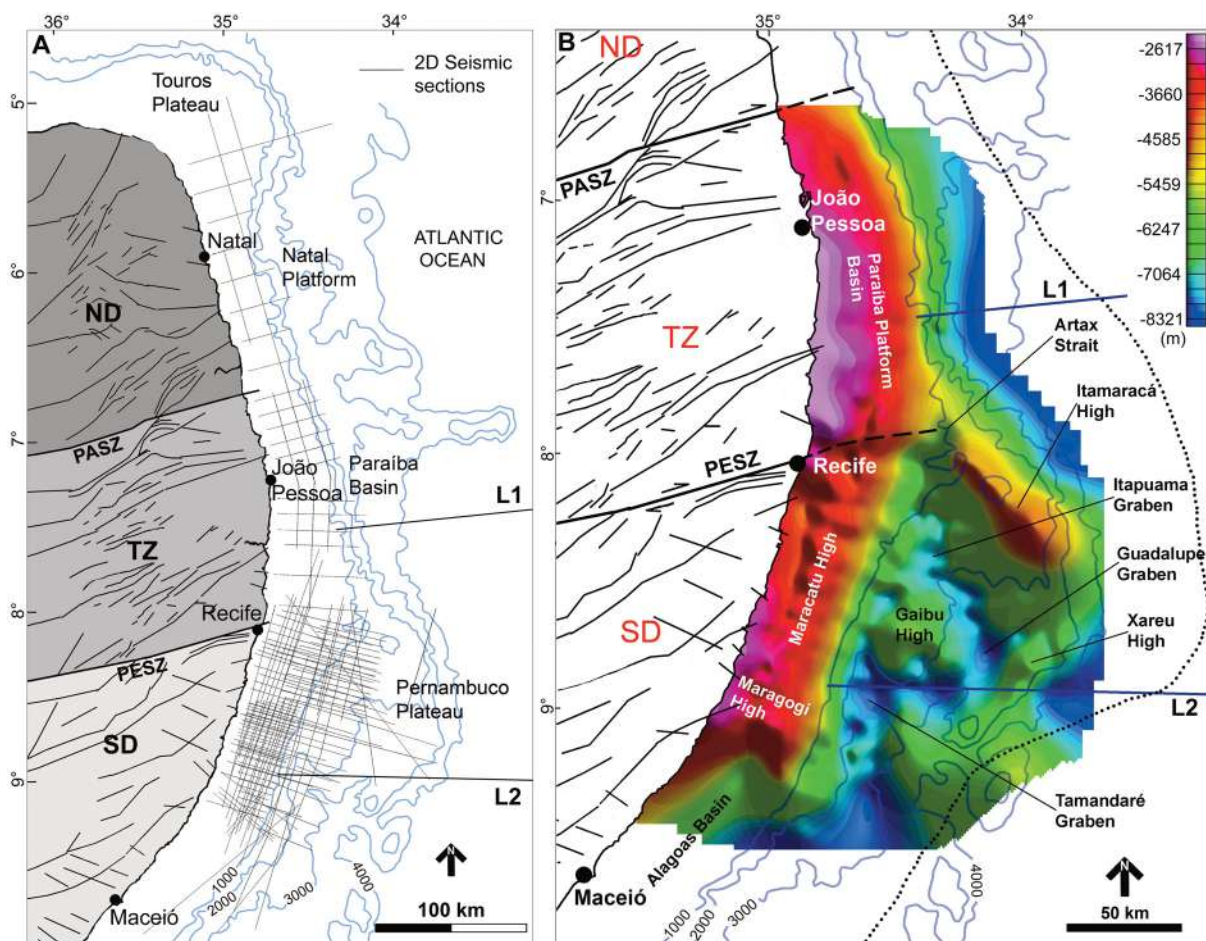 36°
35°
34°
A
2D Seismic
sections
Touros
Plateau
5°
Natal
Natal
Platform
ATLANTIC
OCEAN
6°
ND
PASZ
7°
João
Pessoa
Paraíba
Basin
L1
TZ
8°
Recife
PESZ
Pernambuco
Plateau
SD
9°
L2
1000
2000
3000
4000
N
Maceió
100 km
35°
34°
B
ND
-2617
-3660
-4585
-5459
-6247
-7064
-8321
(m)
PASZ
7°
João
Pessoa
Paraíba Platform
Basin
L1
Artax
Strait
TZ
Itamaracá
High
8°
PESZ
Recife
Itapuama
Graben
Guadalupe
Graben
Maracatu High
Gaibu
High
Xareu
High
SD
Maragogi
High
9°
L2
Tamandaré
Graben
Alagoas Basin
Maceió
-1000
2000
3000
4000
N
50 km